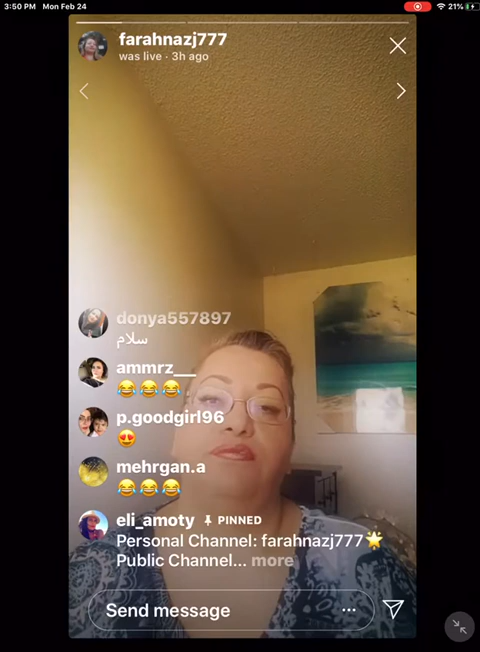 3:50 PM Mon Feb 24
21%
farahnazj777
was live · 3h ago
donya557897
سلام
ammrz__
😂😂😂
p.goodgirl96
😍
mehrgan.a
😂😂😂
eli_amoty PINNED
Personal Channel: farahnazj777🌟
Public Channel... more
Send message